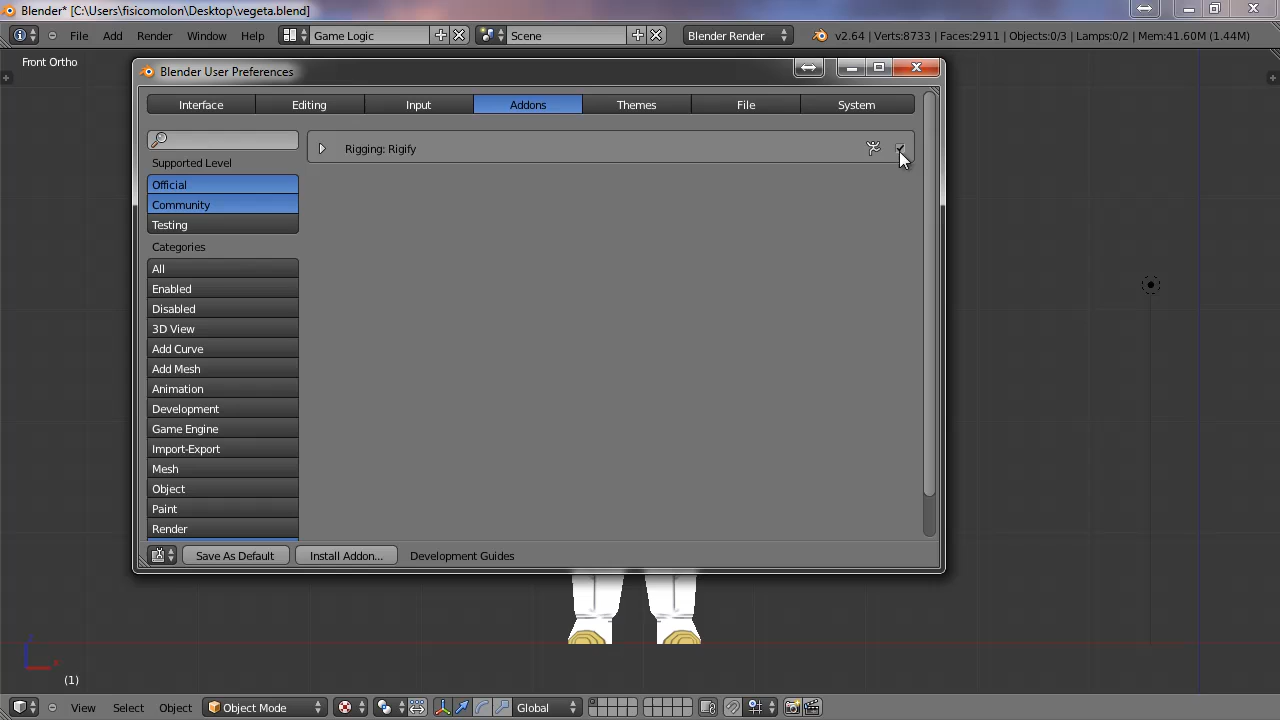 Blender* [C:\Users\fisicomolon\Desktop\vegeta.blend]
File Add Render Window Help Game Logic Scene Blender Render v2.64 | Verts:8733 | Faces:2911 | Objects:0/3 | Lamps:0/2 | Mem:41.60M (1.44M)
Front Ortho
Blender User Preferences
Interface Editing Input Addons Themes File System
Rigging: Rigify
Supported Level
Official
Community
Testing
Categories
All
Enabled
Disabled
3D View
Add Curve
Add Mesh
Animation
Development
Game Engine
Import-Export
Mesh
Object
Paint
Render
Save As Default Install Addon... Development Guides
(1)
View Select Object Object Mode Global